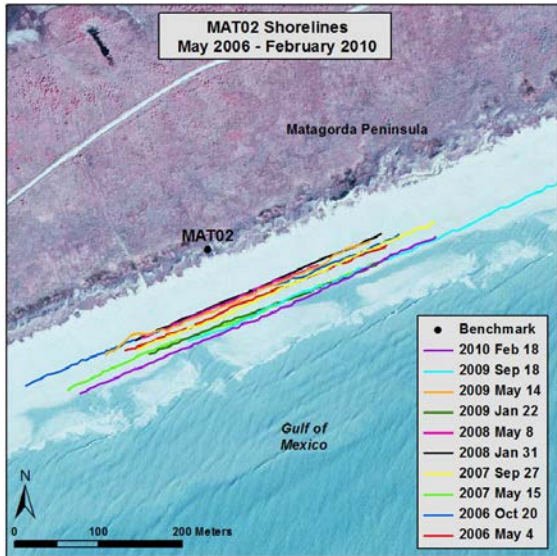 MAT02 Shorelines
May 2006 - February 2010
Matagorda Peninsula
MAT02
Benchmark
2010 Feb 18
2009 Sep 18
2009 May 14
2009 Jan 22
2008 May 8
2008 Jan 31
2007 Sep 27
2007 May 15
2006 Oct 20
2006 May 4
Gulf of
Mexico
N
0 50 100 200 Meters